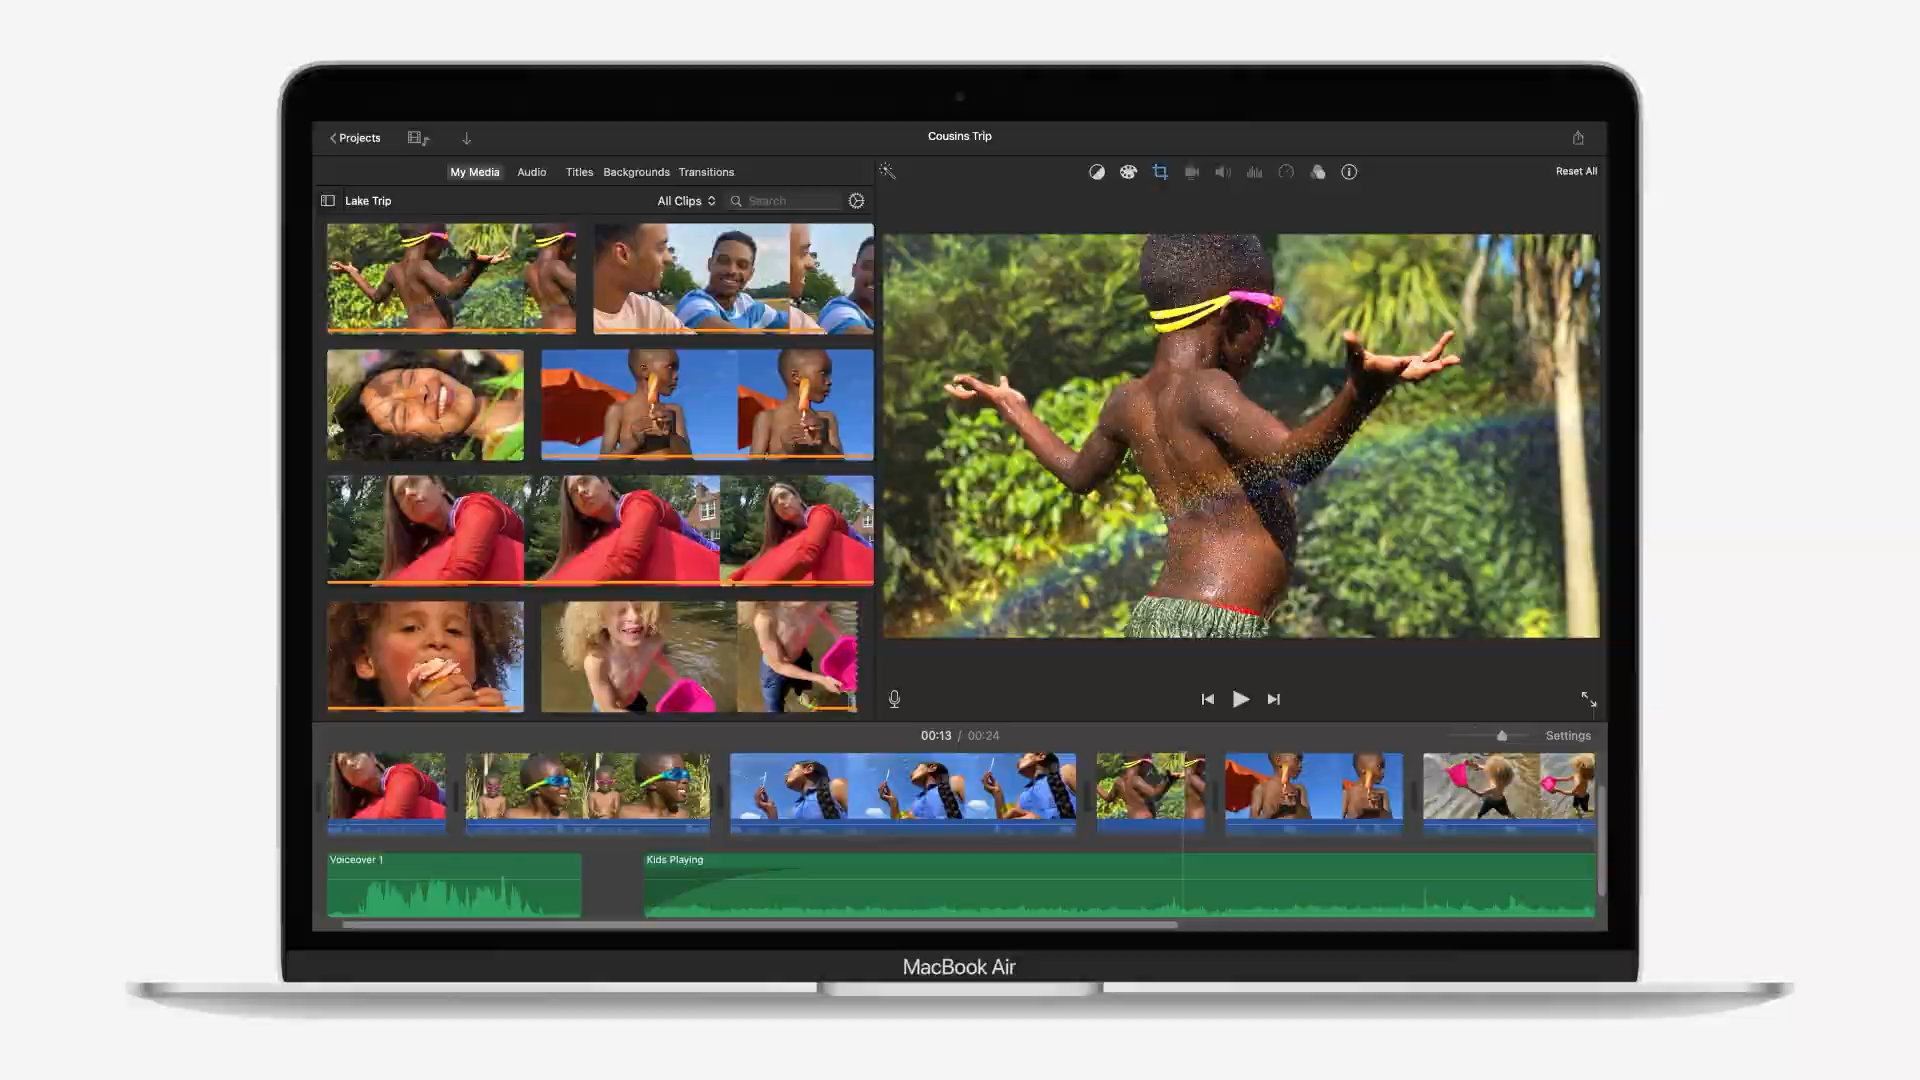 Projects
Cousins Trip
My Media Audio Titles Backgrounds Transitions
Reset All
Lake Trip
All Clips
Search
00:13 / 00:24
Settings
Voiceover 1
Kids Playing
MacBook Air